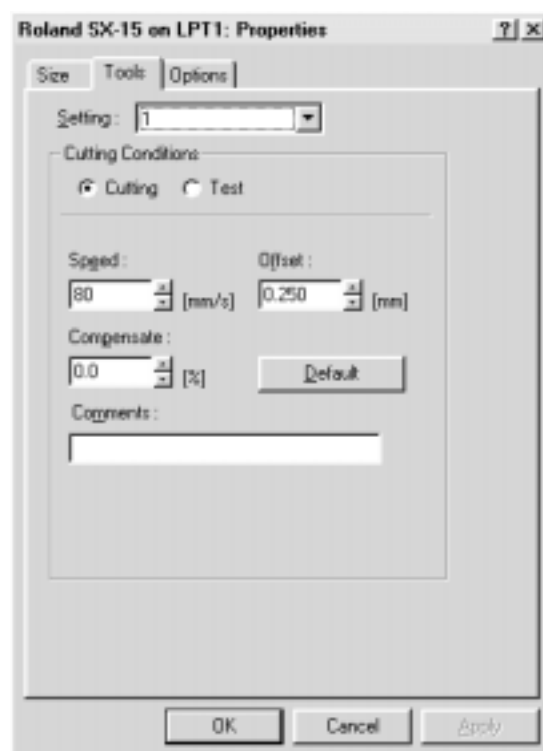 Roland SX-15 on LPT1: Properties
Size Tools Options
Setting : 1
Cutting Conditions
Cutting Test
Speed : Offset :
80 [mm/s] 0.250 [mm]
Compensate :
0.0 [%] Default
Comments :
OK Cancel Apply